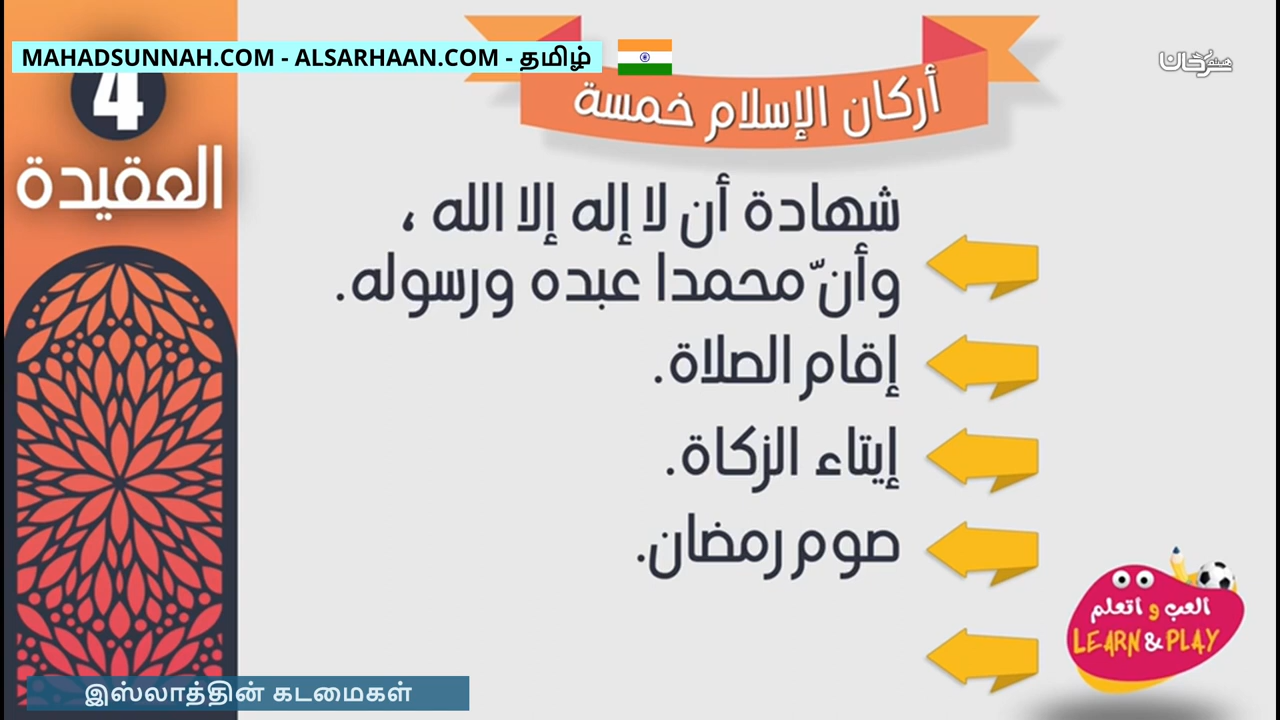 MAHADSUNNAH.COM - ALSARHAAN.COM - தமிழ்
4
العقيدة
أركان الإسلام خمسة
شهادة أن لا إله إلا الله ،
وأنّ محمدا عبده ورسوله.
إقام الصلاة.
إيتاء الزكاة.
صوم رمضان.
العب و اتعلم
LEARN & PLAY
இஸ்லாத்தின் கடமைகள்